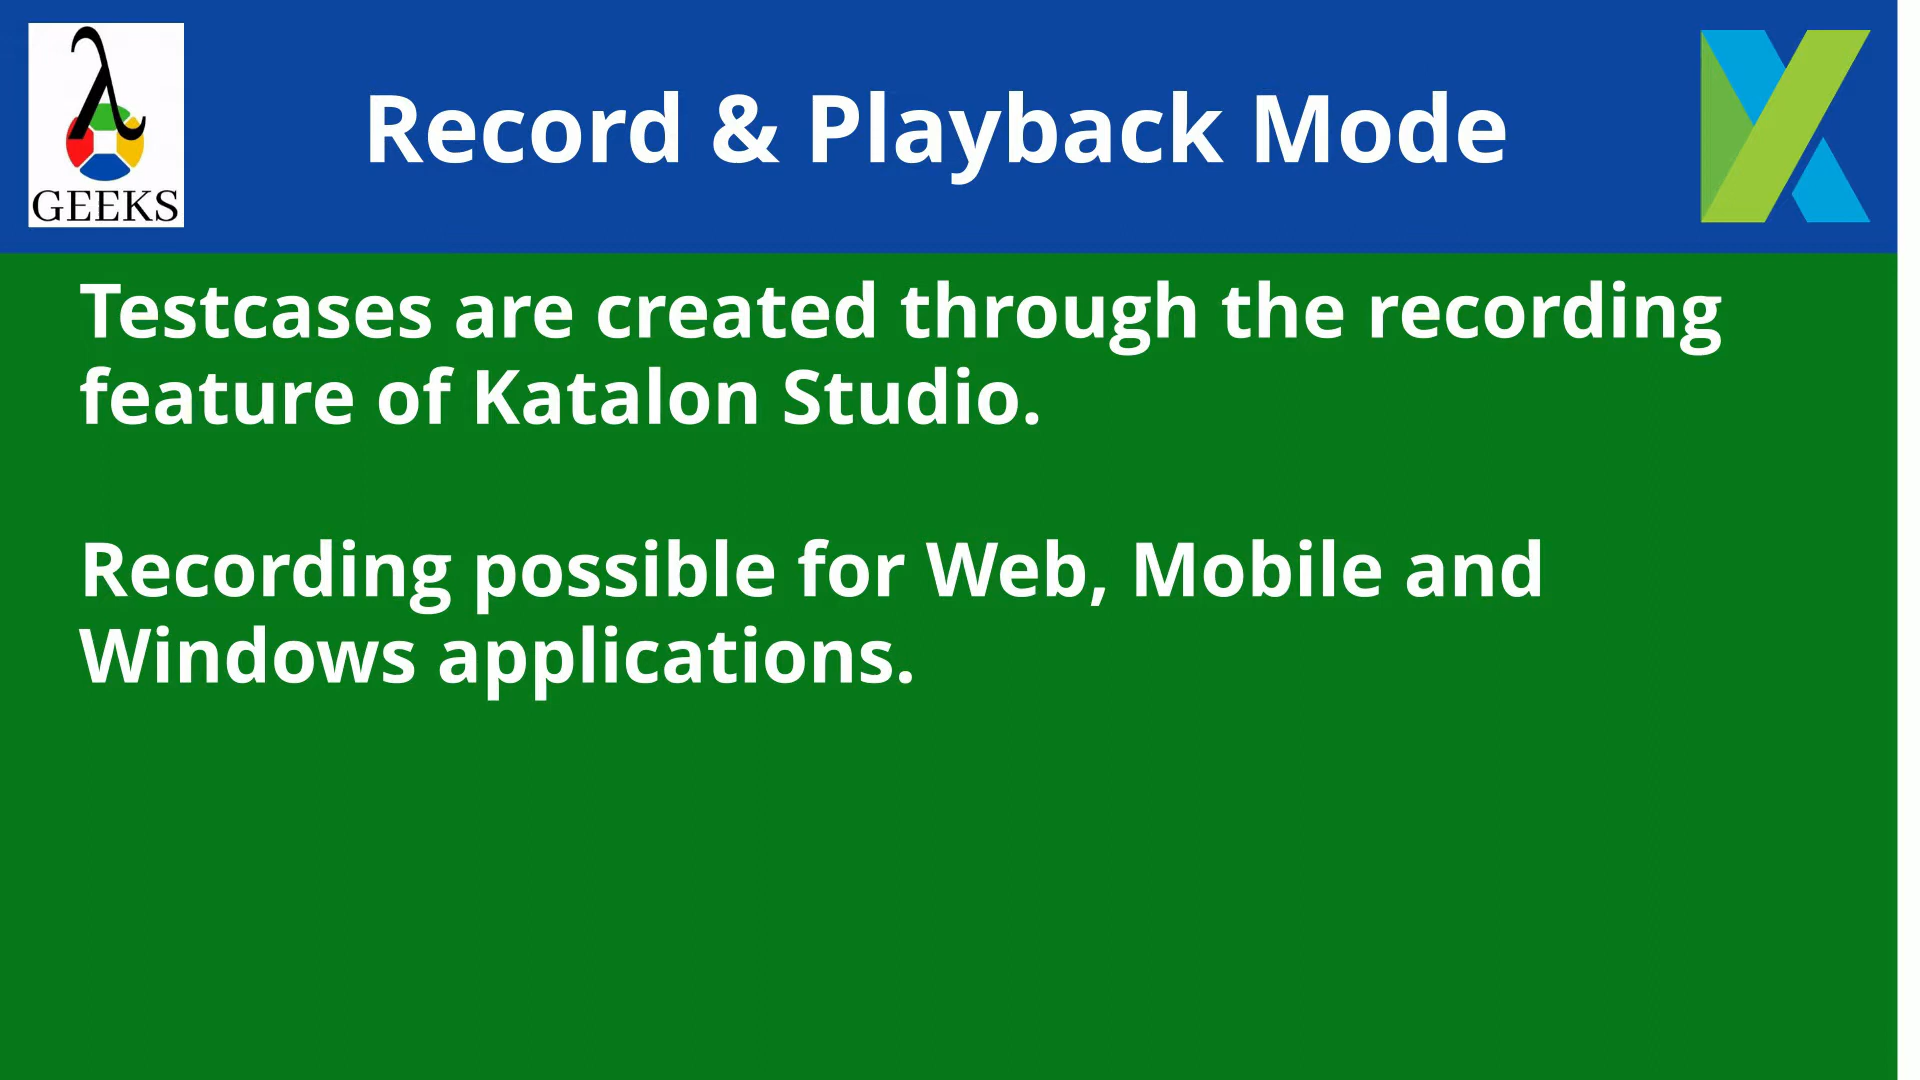 λ
GEEKS
Record & Playback Mode
Testcases are created through the recording
feature of Katalon Studio.
Recording possible for Web, Mobile and
Windows applications.